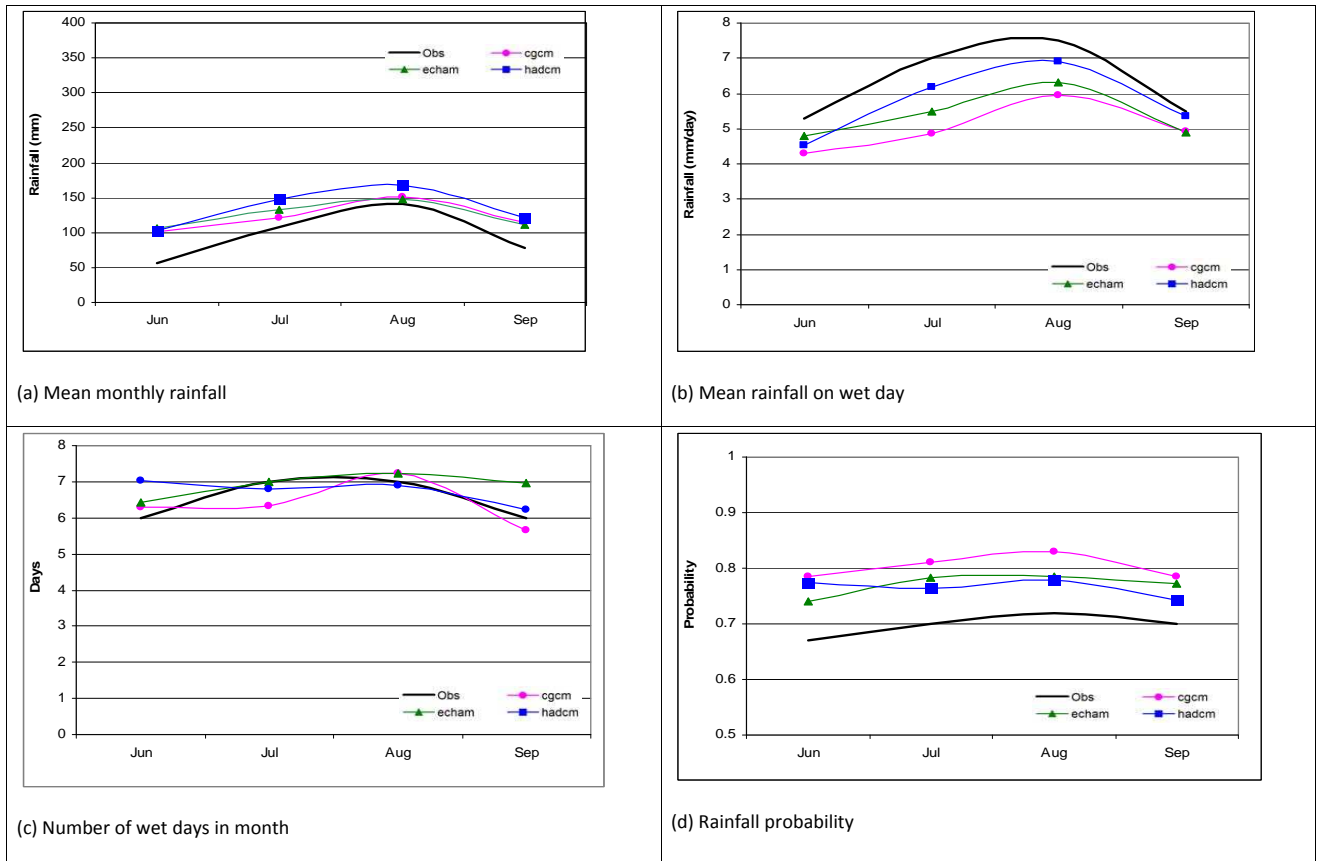 400
350
300
250
200
150
100
50
0
Rainfall (mm)
Obs cgcm
echam hadcm
Jun Jul Aug Sep
(a) Mean monthly rainfall
8
7
6
5
4
3
2
1
0
Rainfall (mm/day)
Obs cgcm
echam hadcm
Jun Jul Aug Sep
(b) Mean rainfall on wet day
8
7
6
5
4
3
2
1
0
Days
Obs cgcm
echam hadcm
Jun Jul Aug Sep
(c) Number of wet days in month
1
0.9
0.8
0.7
0.6
0.5
Probability
Obs cgcm
echam hadcm
Jun Jul Aug Sep
(d) Rainfall probability